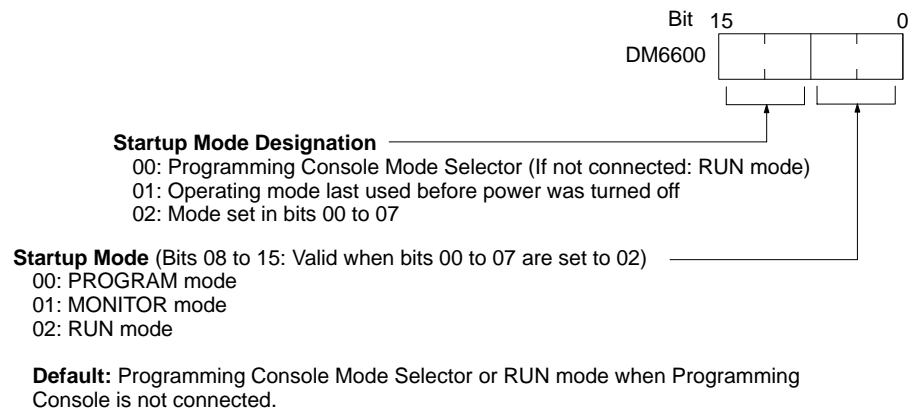 Bit 15 0
DM6600
Startup Mode Designation
00: Programming Console Mode Selector (If not connected: RUN mode)
01: Operating mode last used before power was turned off
02: Mode set in bits 00 to 07
Startup Mode (Bits 08 to 15: Valid when bits 00 to 07 are set to 02)
00: PROGRAM mode
01: MONITOR mode
02: RUN mode
Default: Programming Console Mode Selector or RUN mode when Programming
Console is not connected.